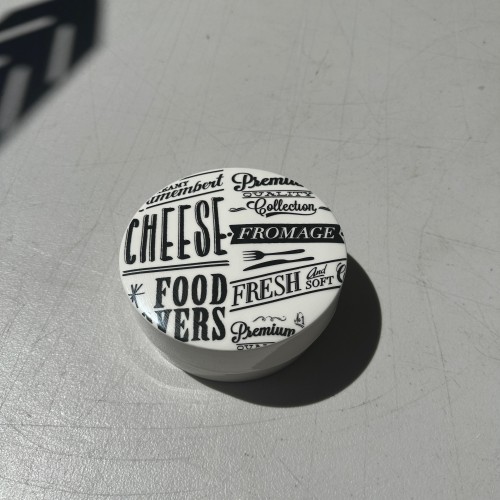 Camembert
CHEESE
FOOD
Premium
QUALITY
Collection
FROMAGE
FRESH And SOFT
Premium